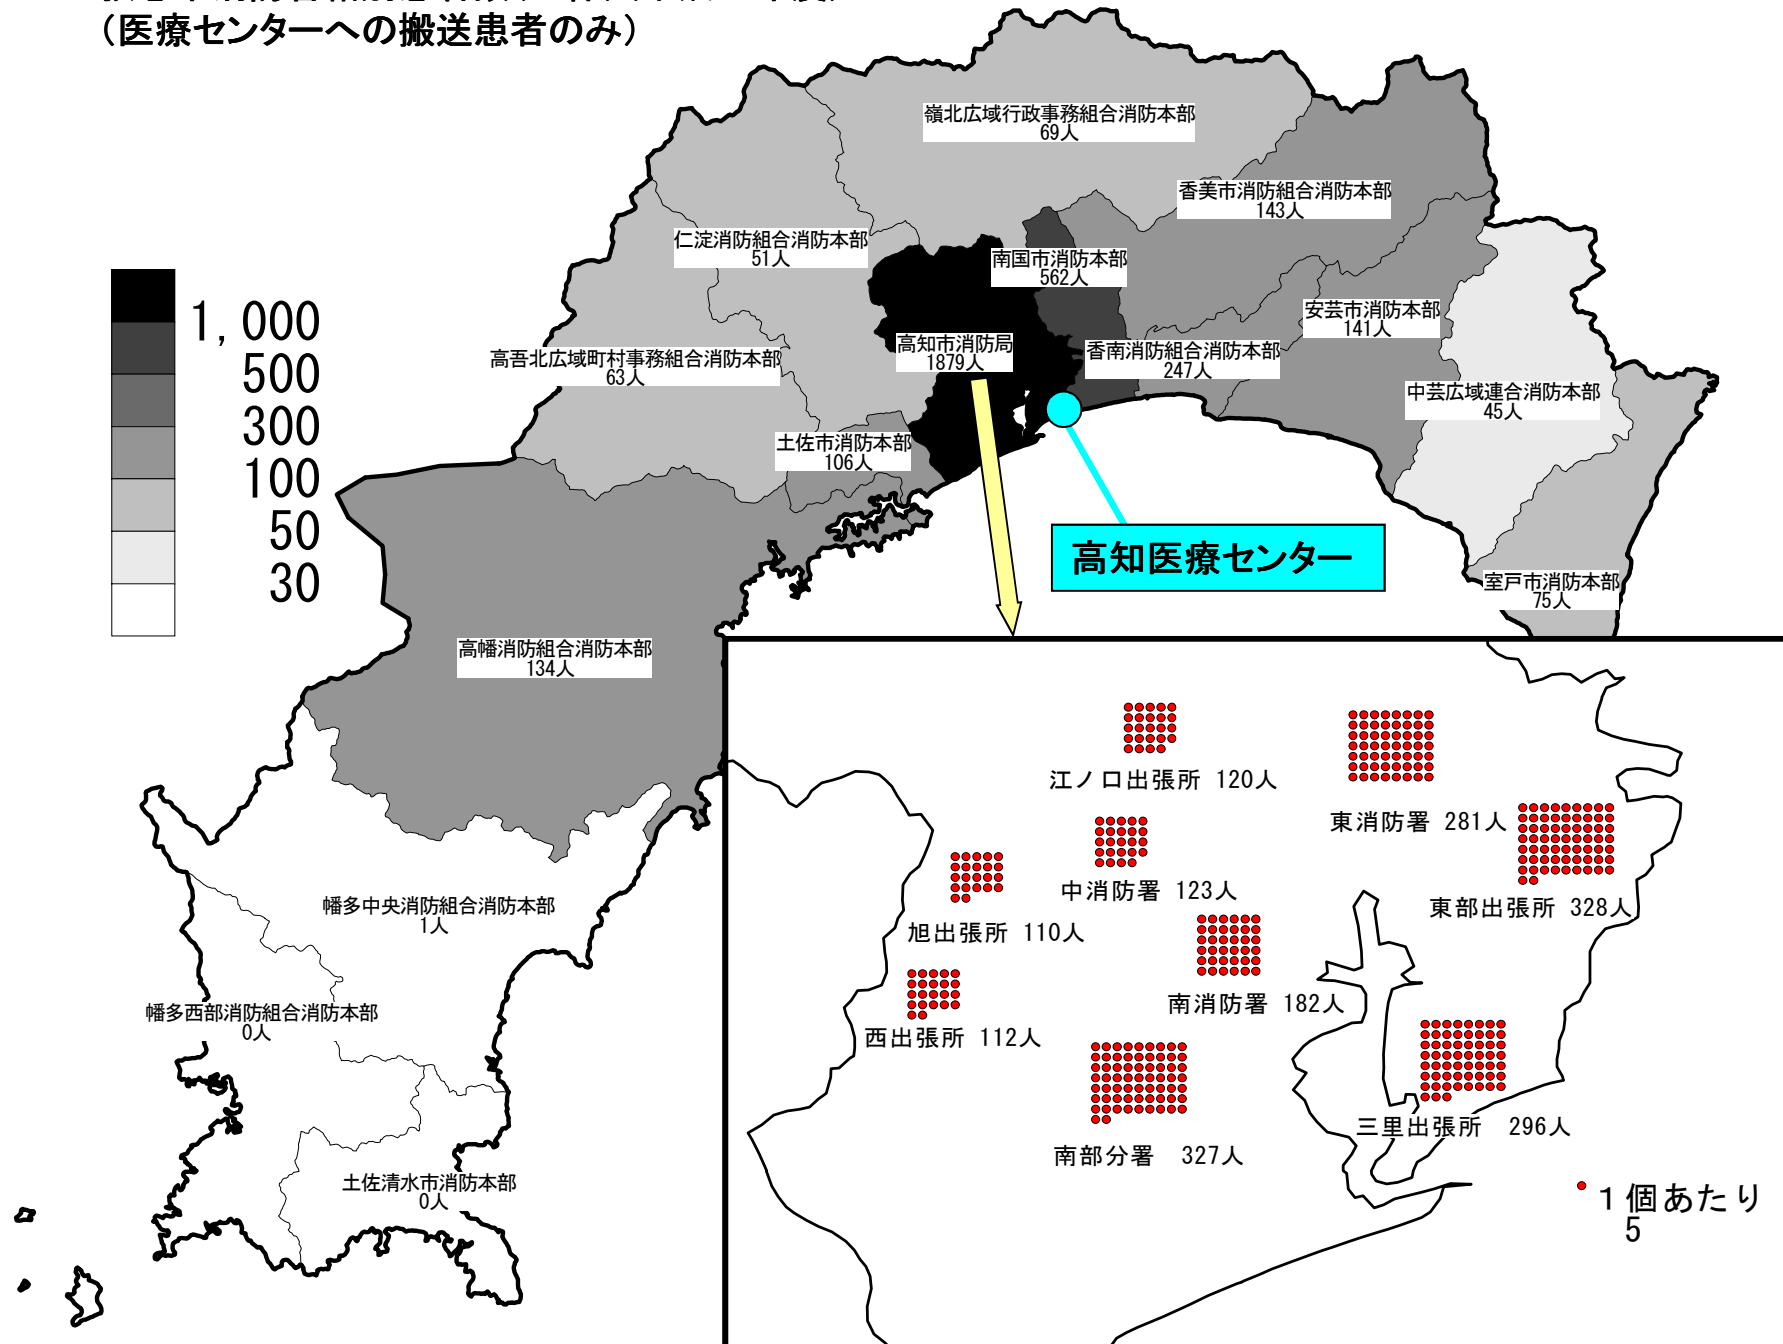 （医療センターへの搬送患者のみ）
嶺北広域行政事務組合消防本部
69人
香美市消防組合消防本部
143人
仁淀消防組合消防本部
51人
南国市消防本部
562人
1,000
500
300
100
50
30
安芸市消防本部
141人
高知市消防局
1879人
香南消防組合消防本部
247人
高吾北広域町村事務組合消防本部
63人
中芸広域連合消防本部
45人
土佐市消防本部
106人
高知医療センター
室戸市消防本部
75人
高幡消防組合消防本部
134人
幡多中央消防組合消防本部
1人
幡多西部消防組合消防本部
0人
土佐清水市消防本部
0人
江ノ口出張所 120人
東消防署 281人
中消防署 123人
東部出張所 328人
旭出張所 110人
南消防署 182人
西出張所 112人
三里出張所 296人
南部分署 327人
１個あたり
5